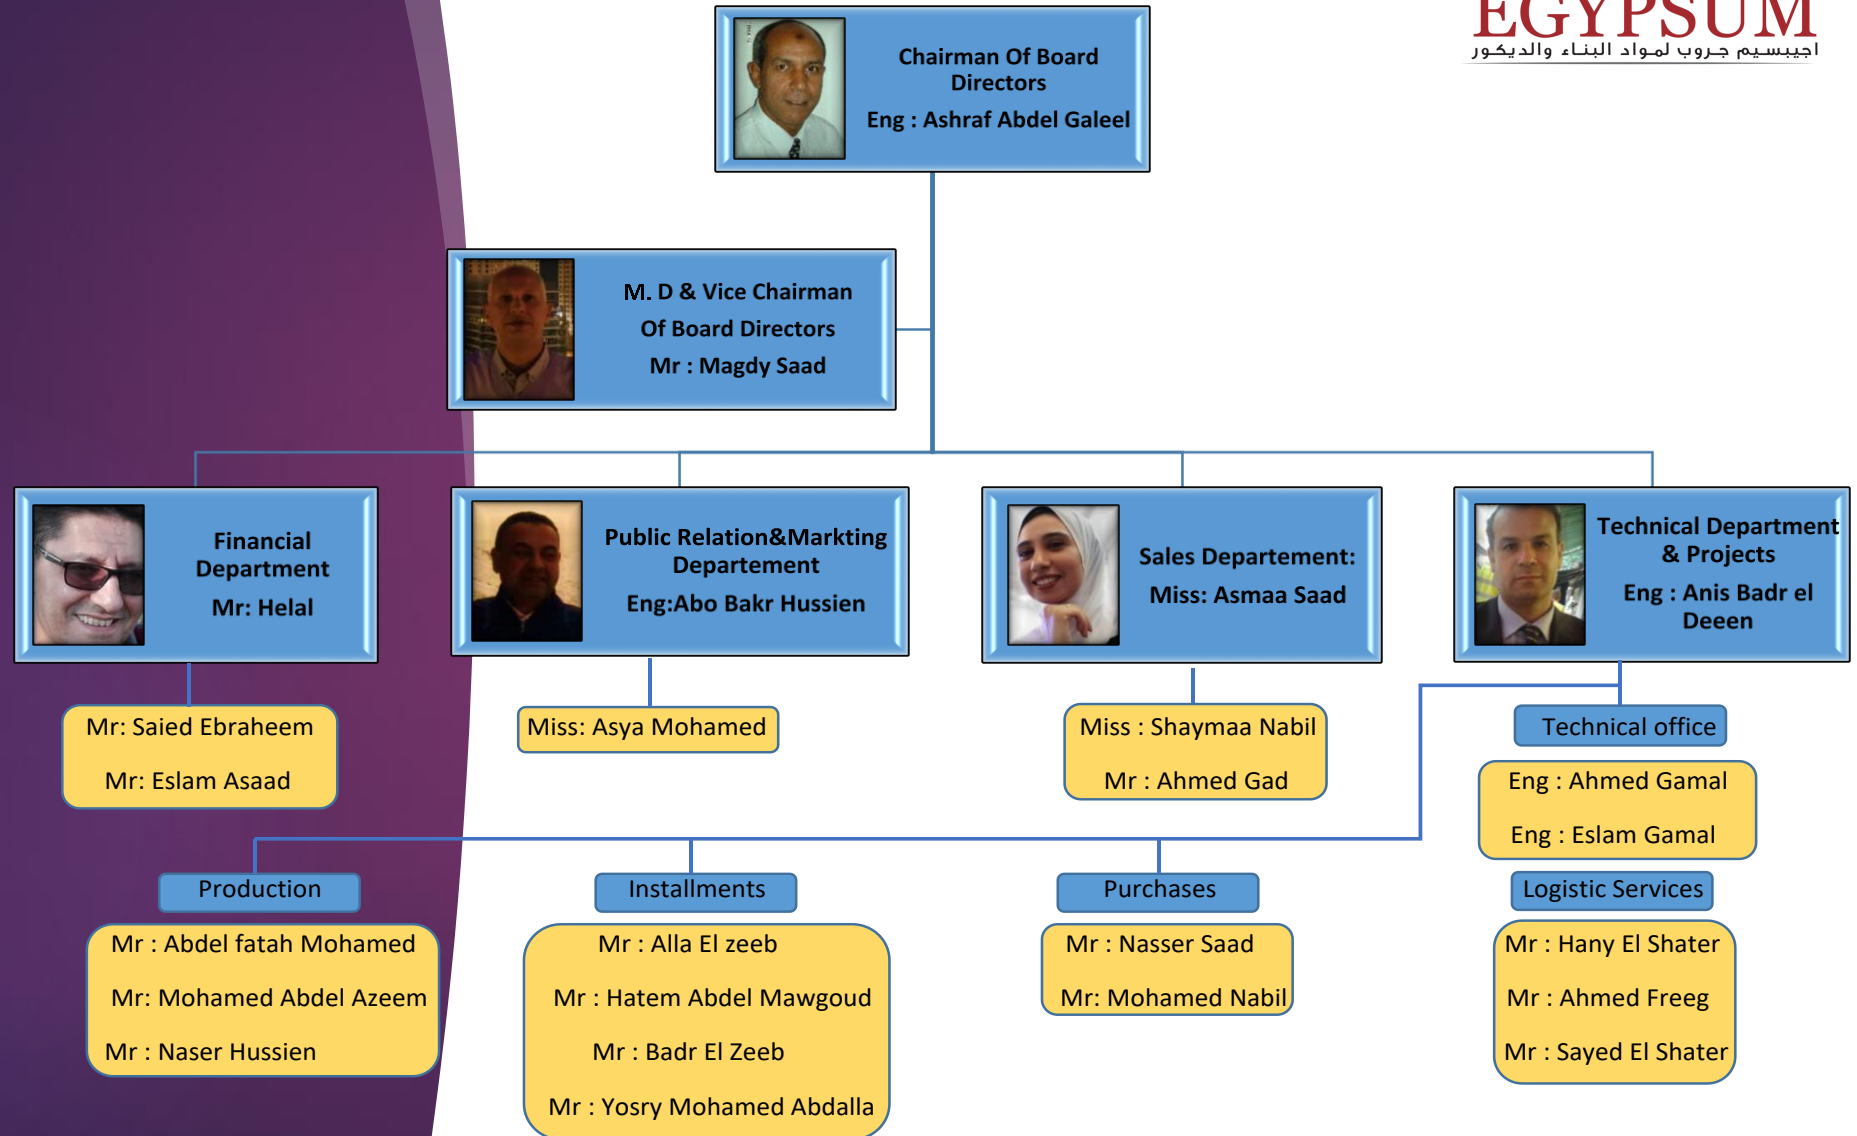 EGYPSUM
اجيبسيم جروب لمواد البناء والديكور
Chairman Of Board
Directors
Eng : Ashraf Abdel Galeel
M. D & Vice Chairman
Of Board Directors
Mr : Magdy Saad
Financial
Department
Mr: Helal
Public Relation&Markting
Departement
Eng:Abo Bakr Hussien
Sales Departement:
Miss: Asmaa Saad
Technical Department
& Projects
Eng : Anis Badr el
Deeen
Mr: Saied Ebraheem
Mr: Eslam Asaad
Miss: Asya Mohamed
Miss : Shaymaa Nabil
Mr : Ahmed Gad
Technical office
Eng : Ahmed Gamal
Eng : Eslam Gamal
Production
Mr : Abdel fatah Mohamed
Mr: Mohamed Abdel Azeem
Mr : Naser Hussien
Installments
Mr : Alla El zeeb
Mr : Hatem Abdel Mawgoud
Mr : Badr El Zeeb
Mr : Yosry Mohamed Abdalla
Purchases
Mr : Nasser Saad
Mr: Mohamed Nabil
Logistic Services
Mr : Hany El Shater
Mr : Ahmed Freeg
Mr : Sayed El Shater